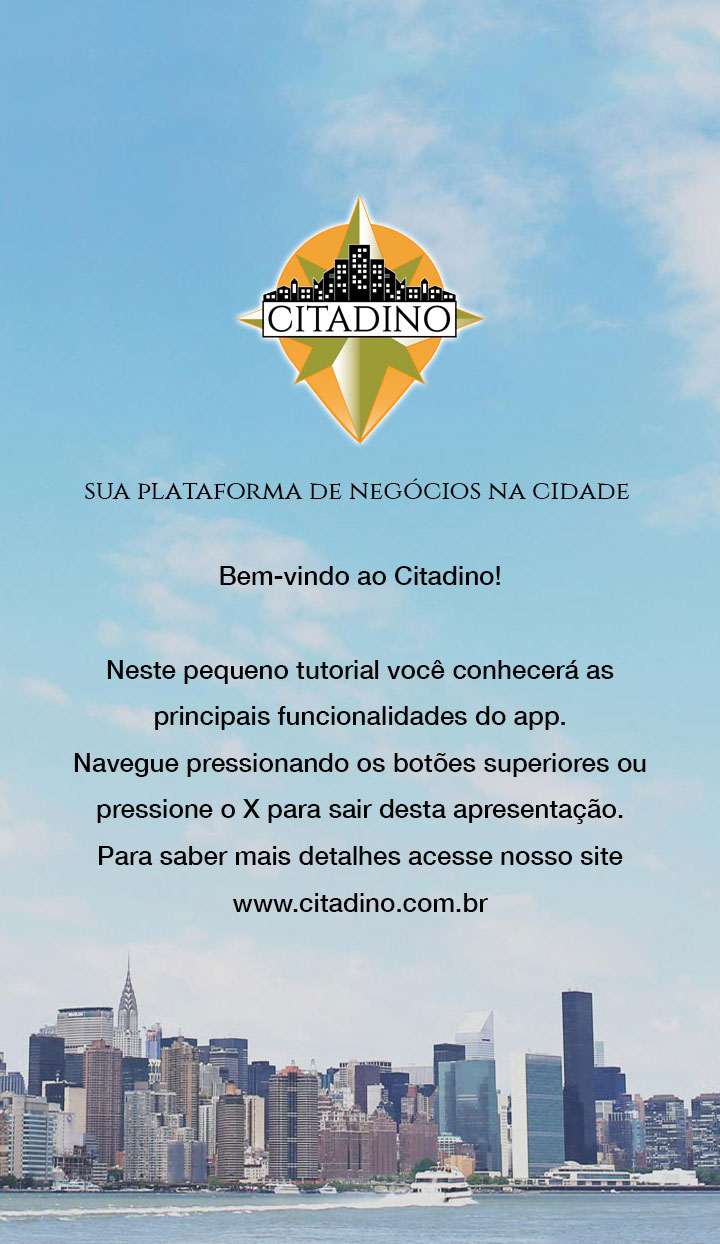 CITADINO
SUA PLATAFORMA DE NEGÓCIOS NA CIDADE
Bem-vindo ao Citadino!
Neste pequeno tutorial você conhecerá as
principais funcionalidades do app.
Navegue pressionando os botões superiores ou
pressione o X para sair desta apresentação.
Para saber mais detalhes acesse nosso site
www.citadino.com.br